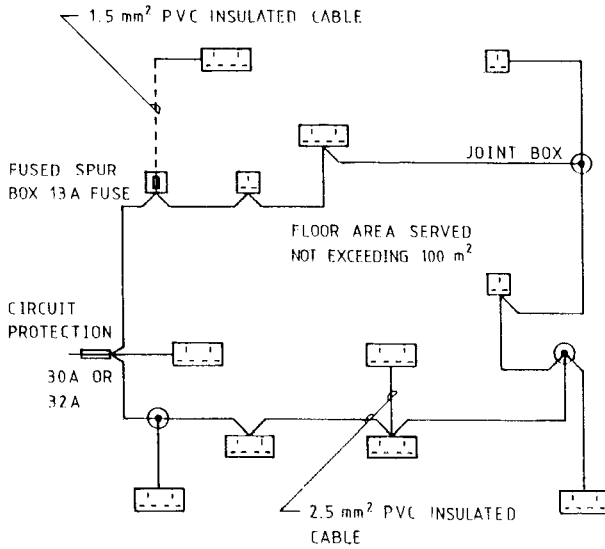 1.5 mm² PVC INSULATED CABLE
FUSED SPUR
BOX 13A FUSE
JOINT BOX
FLOOR AREA SERVED
NOT EXCEEDING 100 m²
CIRCUIT
PROTECTION
30A OR
32A
2.5 mm² PVC INSULATED
CABLE